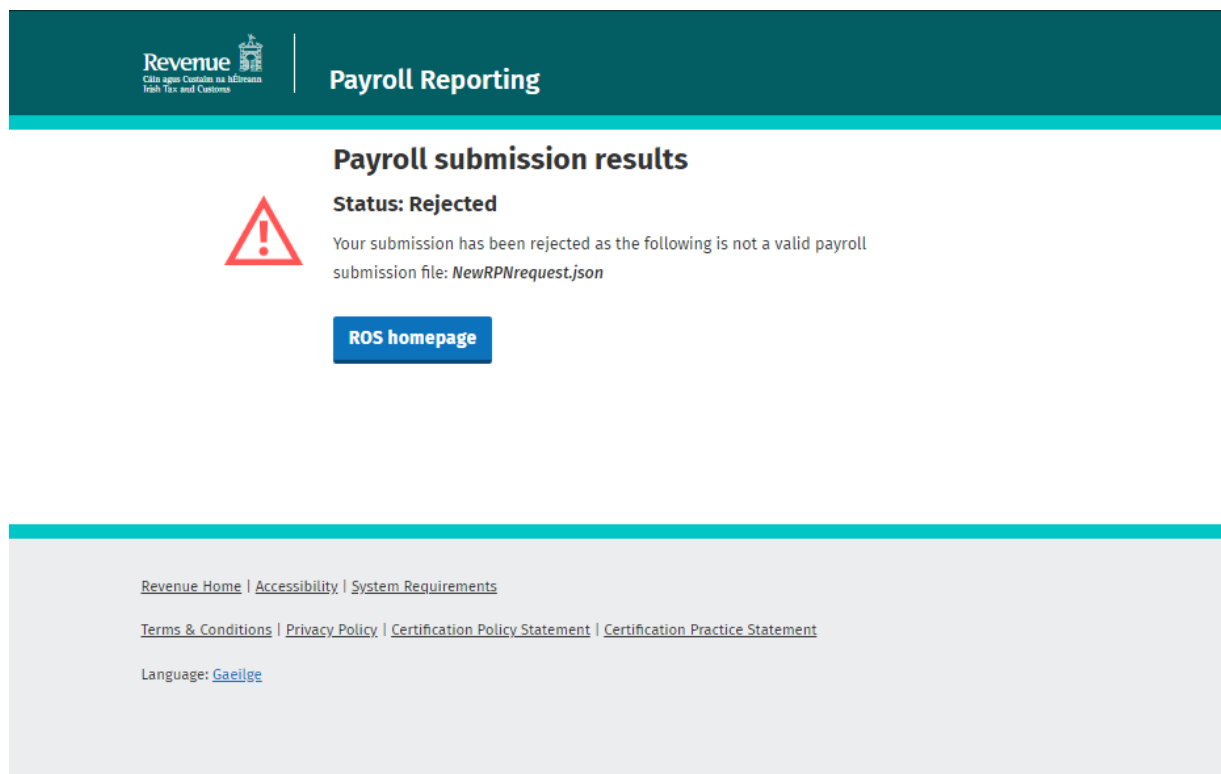 Revenue
Cáin agus Custaim na hÉireann
Irish Tax and Customs
Payroll Reporting
Payroll submission results
Status: Rejected
Your submission has been rejected as the following is not a valid payroll
submission file: NewRPNrequest.json
ROS homepage
Revenue Home | Accessibility | System Requirements
Terms & Conditions | Privacy Policy | Certification Policy Statement | Certification Practice Statement
Language: Gaeilge